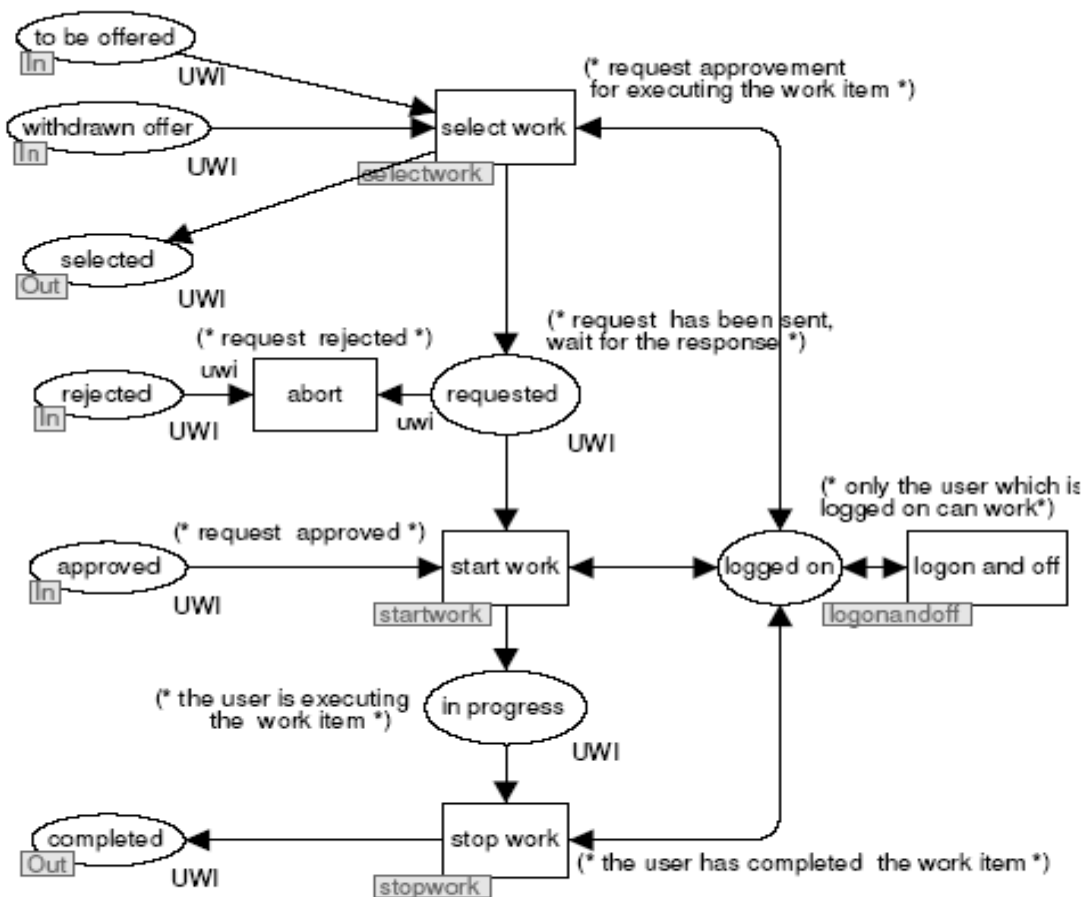 to be offered
In
UWI
(* request approvement
for executing the work item *)
withdrawn offer
In
UWI
select work
selectwork
selected
Out
UWI
(* request has been sent,
wait for the response *)
(* request rejected *)
uwi
rejected
In
UWI
abort
uwi
requested
UWI
(* only the user which is
logged on can work*)
(* request approved *)
approved
In
UWI
start work
startwork
logged on
logon and off
logonandoff
(* the user is executing
the work item *)
in progress
UWI
completed
Out
UWI
stop work
stopwork
(* the user has completed the work item *)